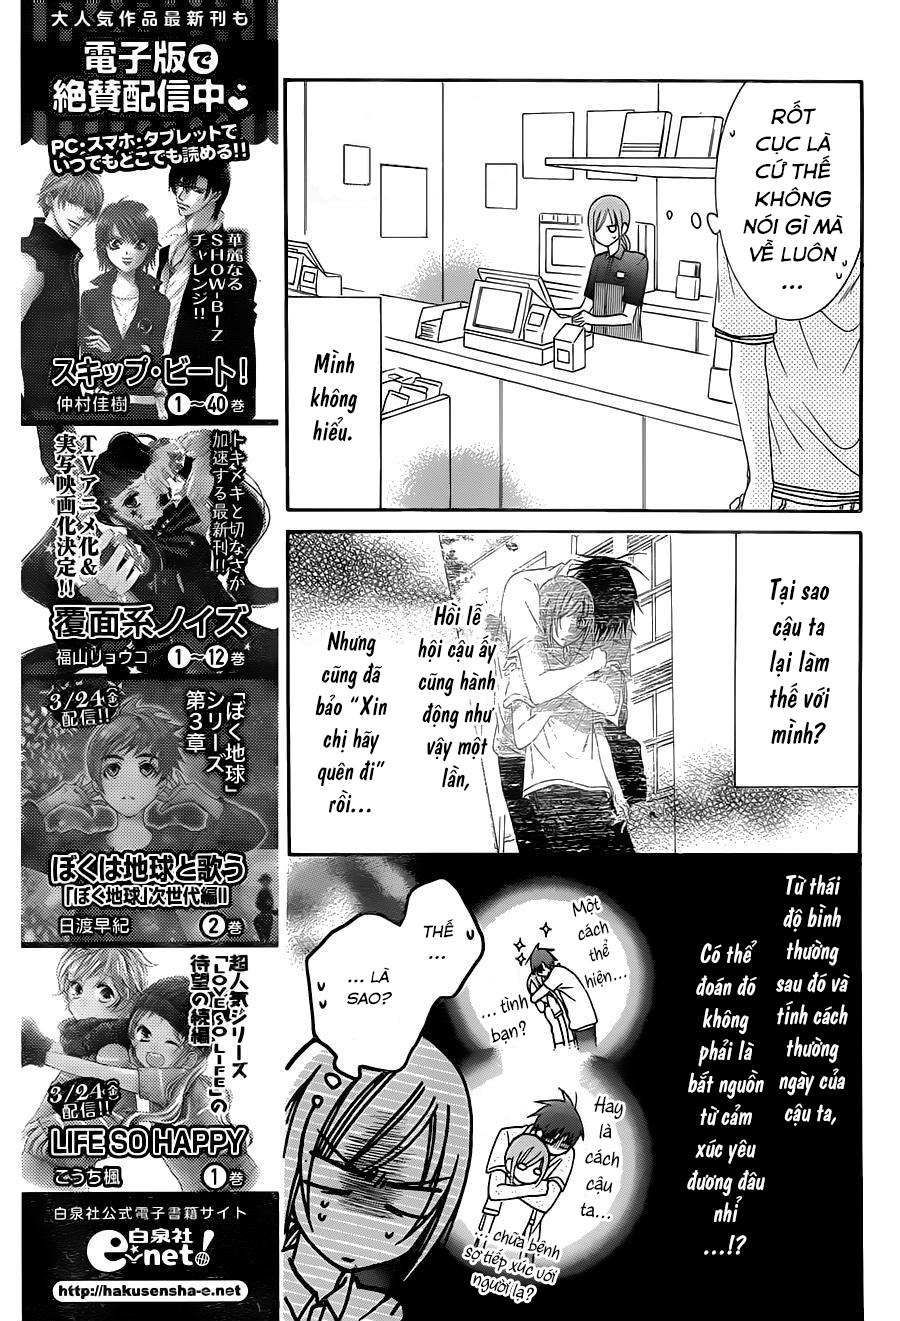 大人気作品最新刊も
電子版で
絶賛配信中
PC・スマホ・タブレットで
いつでもどこでも読める!!
華麗なる
SHOW-BIZ
チャレンジ!!
スキップ・ビート!
仲村佳樹
1〜40巻
トキメキと切なさが
加速する最新刊!!
TVアニメ化&
実写映画化決定!!
覆面系ノイズ
福山リョウコ
1〜12巻
「ぼく地球」
シリーズ
第3章
3/24(金)
配信!!
ぼくは地球と歌う
「ぼく地球」次世代編II
日渡早紀
2巻
超人気シリーズ
「LOVE SO LIFE」の
待望の続編
3/24(金)
配信!!
LIFE SO HAPPY
こうち楓
1巻
白泉社公式電子書籍サイト
白泉社
e-net!
http://hakusensha-e.net
RỐT
CỤC LÀ
CỨ THẾ
KHÔNG
NÓI GÌ MÀ
VỀ LUÔN
...
Mình
không
hiểu.
Tại sao
cậu ta
lại làm
thế với
mình?
Hồi lễ
hội cậu ấy
cũng hành
động như
vậy một
lần,
Nhưng
cũng đã
bảo “Xin
chị hãy
quên đi”
rồi...
Từ thái
độ bình
thường
sau đó và
tính cách
thường
ngày của
cậu ta,
Có thể
đoán đó
không
phải là
bắt nguồn
từ cảm
xúc yêu
đương đâu
nhỉ
...!?
Một
cách
thể
hiện...
... tình
bạn?
Hay
là
cách
cậu
ta...
... chữa bệnh
sợ tiếp xúc với
người lạ?
THẾ
...
... LÀ
SAO?